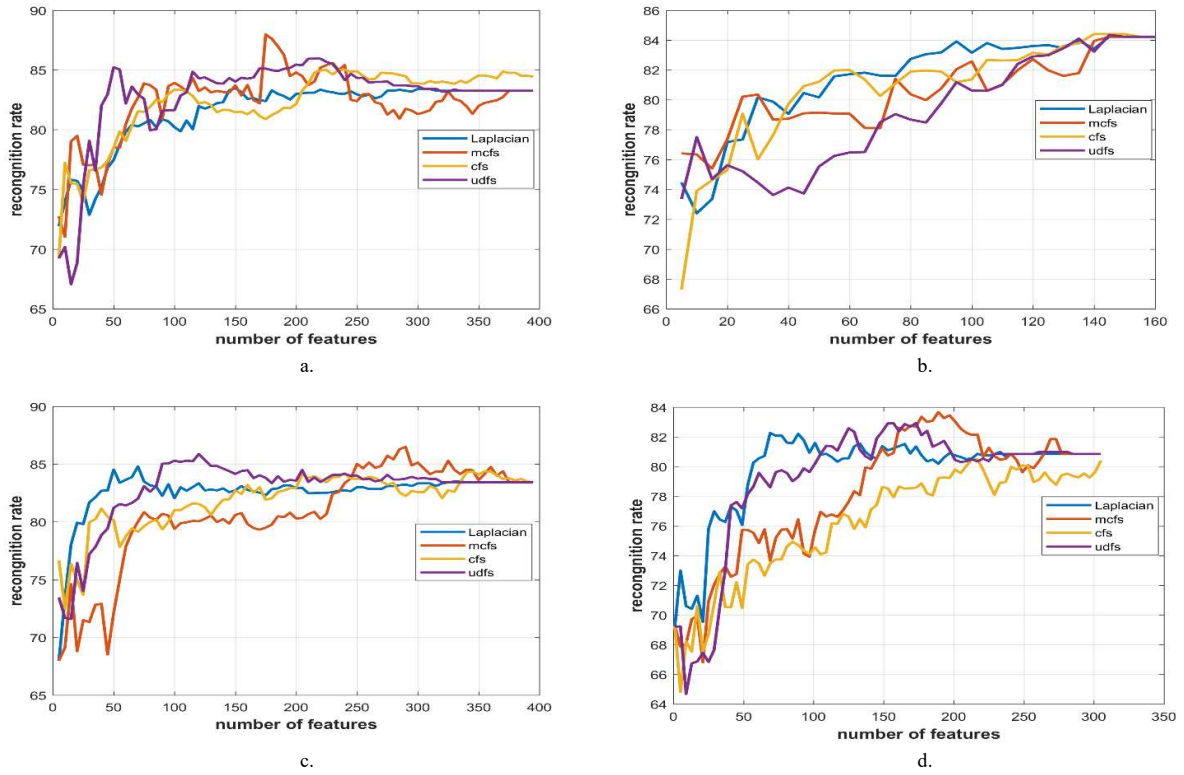 90
85
80
75
70
65
recongnition rate
Laplacian
mcfs
cfs
udfs
0 50 100 150 200 250 300 350 400
number of features
a.
86
84
82
80
78
76
74
72
70
68
66
recongnition rate
Laplacian
mcfs
cfs
udfs
0 20 40 60 80 100 120 140 160
number of features
b.
90
85
80
75
70
65
recongnition rate
Laplacian
mcfs
cfs
udfs
0 50 100 150 200 250 300 350 400
number of features
c.
84
82
80
78
76
74
72
70
68
66
64
recongnition rate
Laplacian
mcfs
cfs
udfs
0 50 100 150 200 250 300 350
number of features
d.